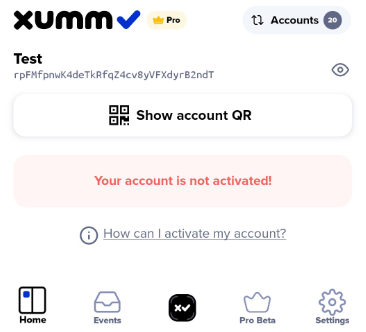 xumm Pro Accounts 20
Test
rpFMfpnwK4deTkRfqZ4cv8yVFXdyrB2ndT
Show account QR
Your account is not activated!
How can I activate my account?
Home Events Pro Beta Settings